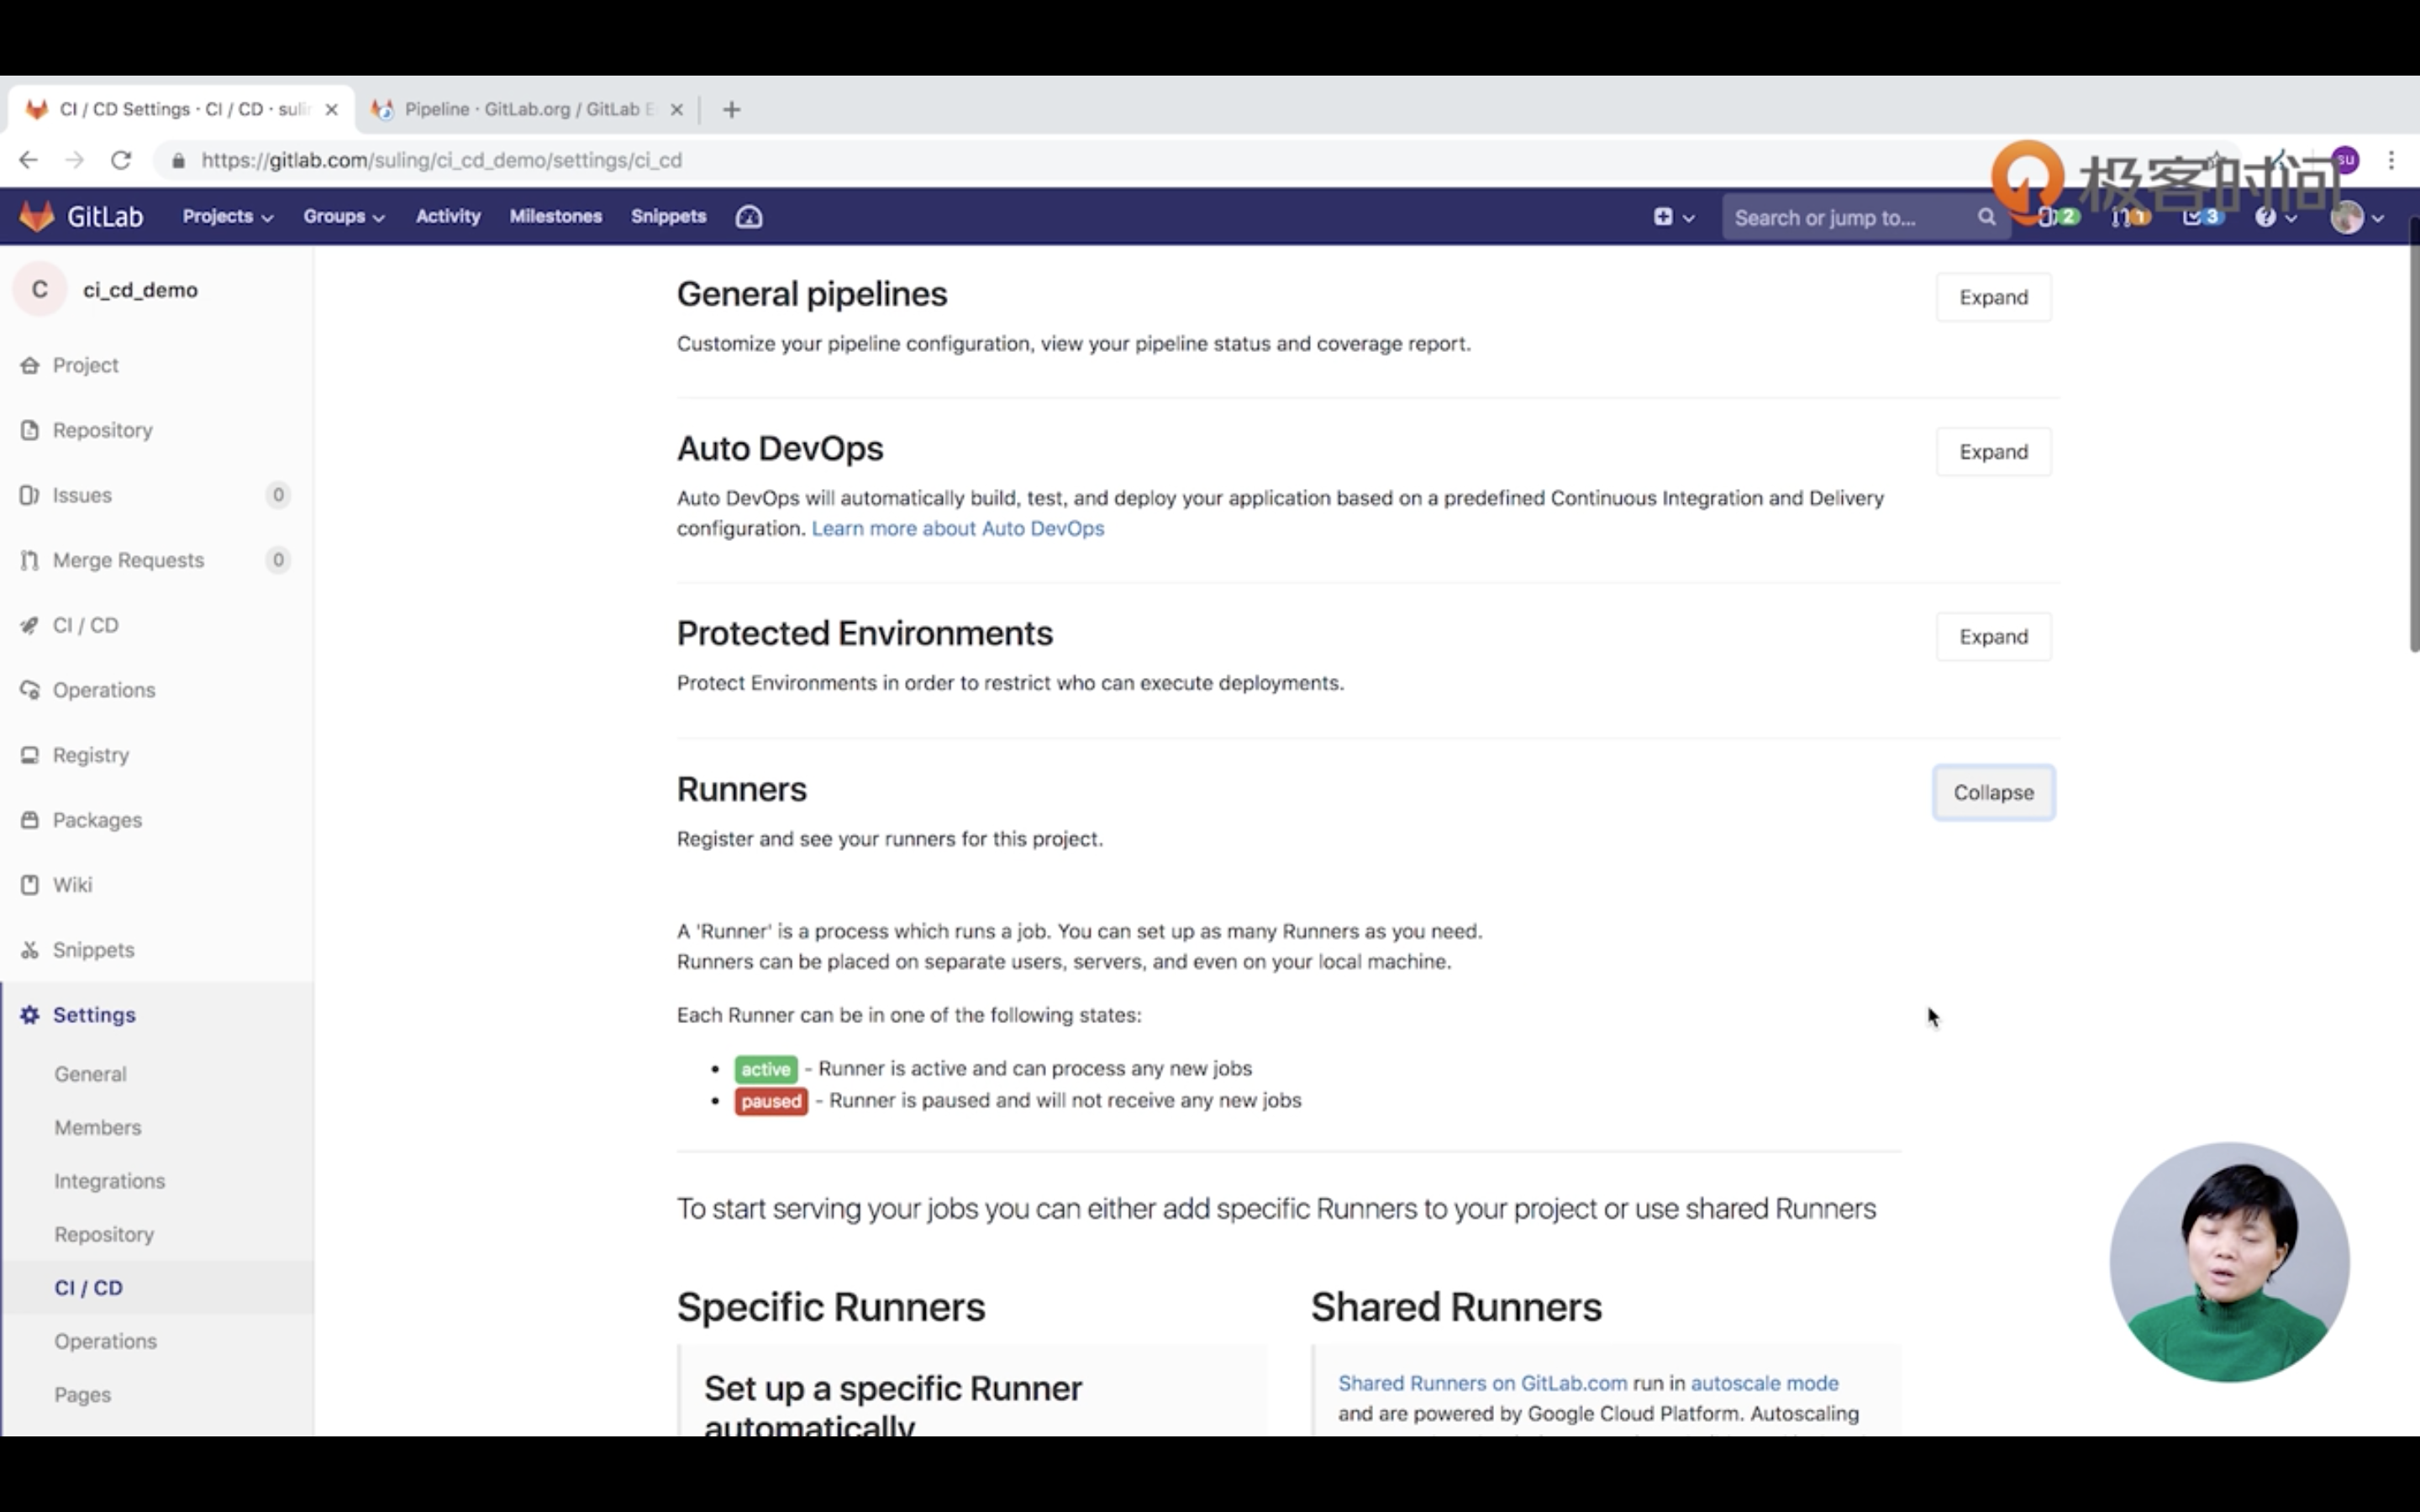 CI / CD Settings · CI / CD · suli
Pipeline · GitLab.org / GitLab E
https://gitlab.com/suling/ci_cd_demo/settings/ci_cd
su
极客时间
GitLab
Projects
Groups
Activity
Milestones
Snippets
Search or jump to...
2
1
3
C
ci_cd_demo
Project
Repository
Issues 0
Merge Requests 0
CI / CD
Operations
Registry
Packages
Wiki
Snippets
Settings
General
Members
Integrations
Repository
CI / CD
Operations
Pages
General pipelines
Expand
Customize your pipeline configuration, view your pipeline status and coverage report.
Auto DevOps
Expand
Auto DevOps will automatically build, test, and deploy your application based on a predefined Continuous Integration and Delivery
configuration. Learn more about Auto DevOps
Protected Environments
Expand
Protect Environments in order to restrict who can execute deployments.
Runners
Collapse
Register and see your runners for this project.
A 'Runner' is a process which runs a job. You can set up as many Runners as you need.
Runners can be placed on separate users, servers, and even on your local machine.
Each Runner can be in one of the following states:
• active - Runner is active and can process any new jobs
• paused - Runner is paused and will not receive any new jobs
To start serving your jobs you can either add specific Runners to your project or use shared Runners
Specific Runners
Set up a specific Runner
automatically
Shared Runners
Shared Runners on GitLab.com run in autoscale mode
and are powered by Google Cloud Platform. Autoscaling